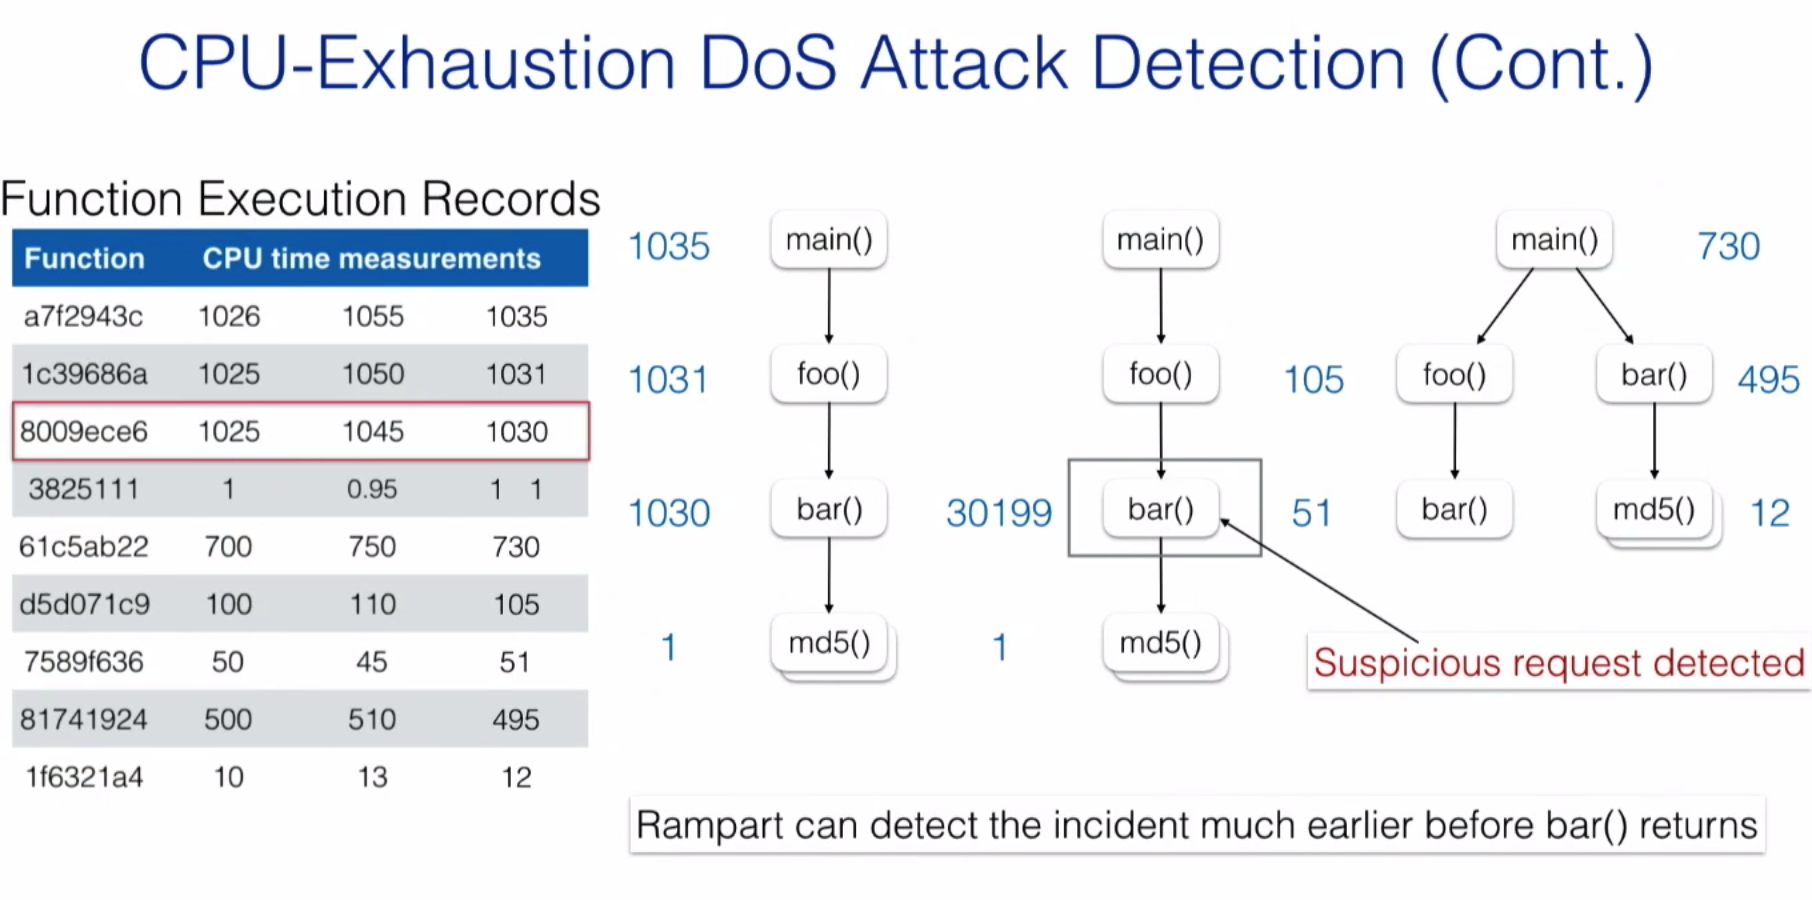 CPU-Exhaustion DoS Attack Detection (Cont.)
Function Execution Records
Function CPU time measurements
a7f2943c 1026 1055 1035
1c39686a 1025 1050 1031
8009ece6 1025 1045 1030
3825111 1 0.95 1 1
61c5ab22 700 750 730
d5d071c9 100 110 105
7589f636 50 45 51
81741924 500 510 495
1f6321a4 10 13 12
1035 main() main() main() 730
1031 foo() foo() 105 foo() bar() 495
1030 bar() 30199 bar() 51 bar() md5() 12
1 md5() 1 md5()
Suspicious request detected
Rampart can detect the incident much earlier before bar() returns